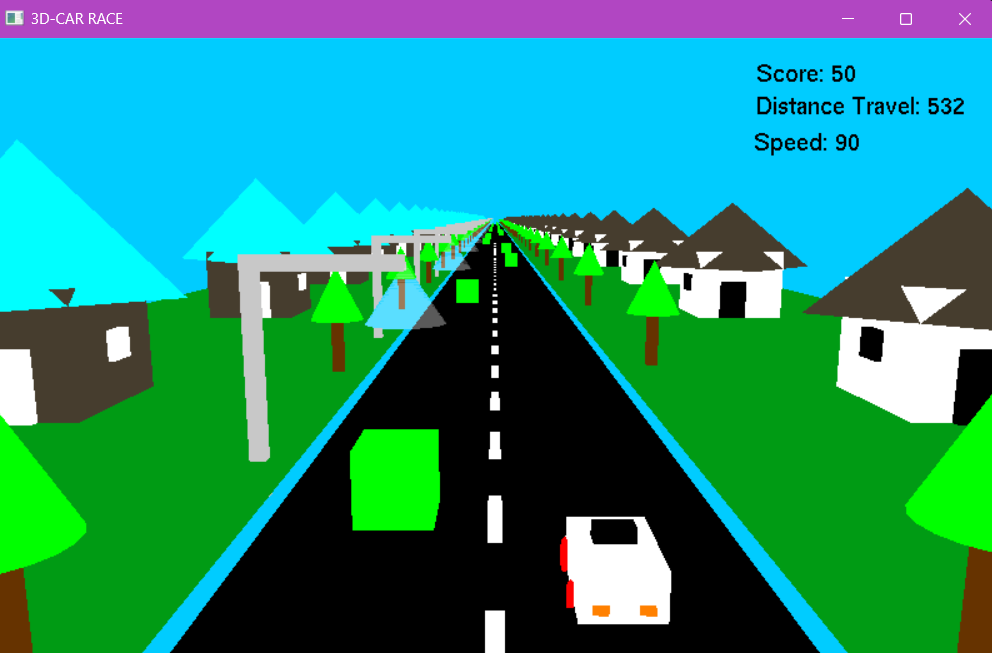 3D-CAR RACE
Score: 50
Distance Travel: 532
Speed: 90